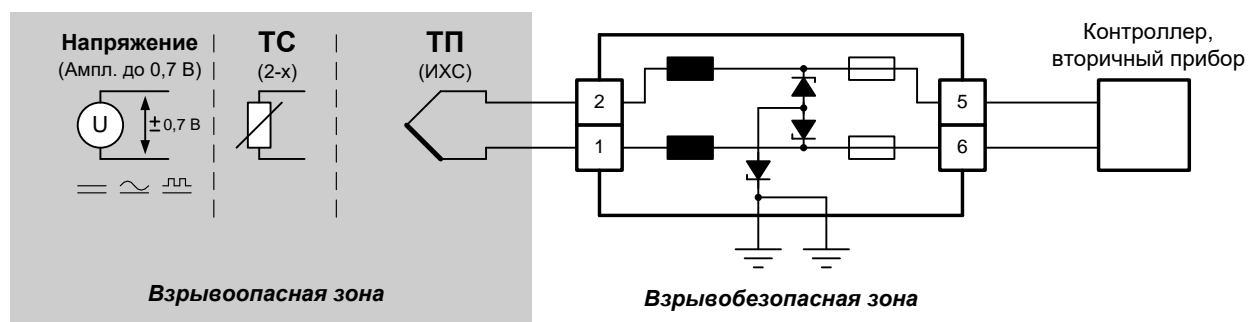 Напряжение
(Ампл. до 0,7 В)
U
± 0,7 В
ТС
(2-х)
ТП
(ИХС)
2
1
5
6
Контроллер,
вторичный прибор
Взрывоопасная зона
Взрывобезопасная зона